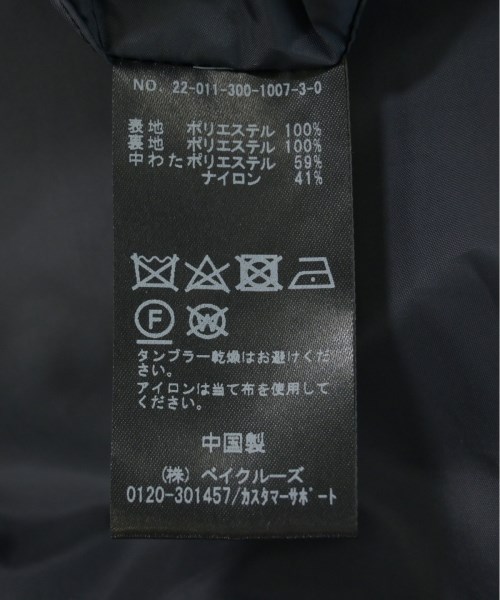 NO. 22-011-300-1007-3-0
表地 ポリエステル 100%
裏地 ポリエステル 100%
中わたポリエステル 59%
ナイロン 41%
F W
タンブラー乾燥はお避けくだ
さい。
アイロンは当て布を使用して
ください。
中国製
(株) ベイクルーズ
0120-301457/カスタマーサポート